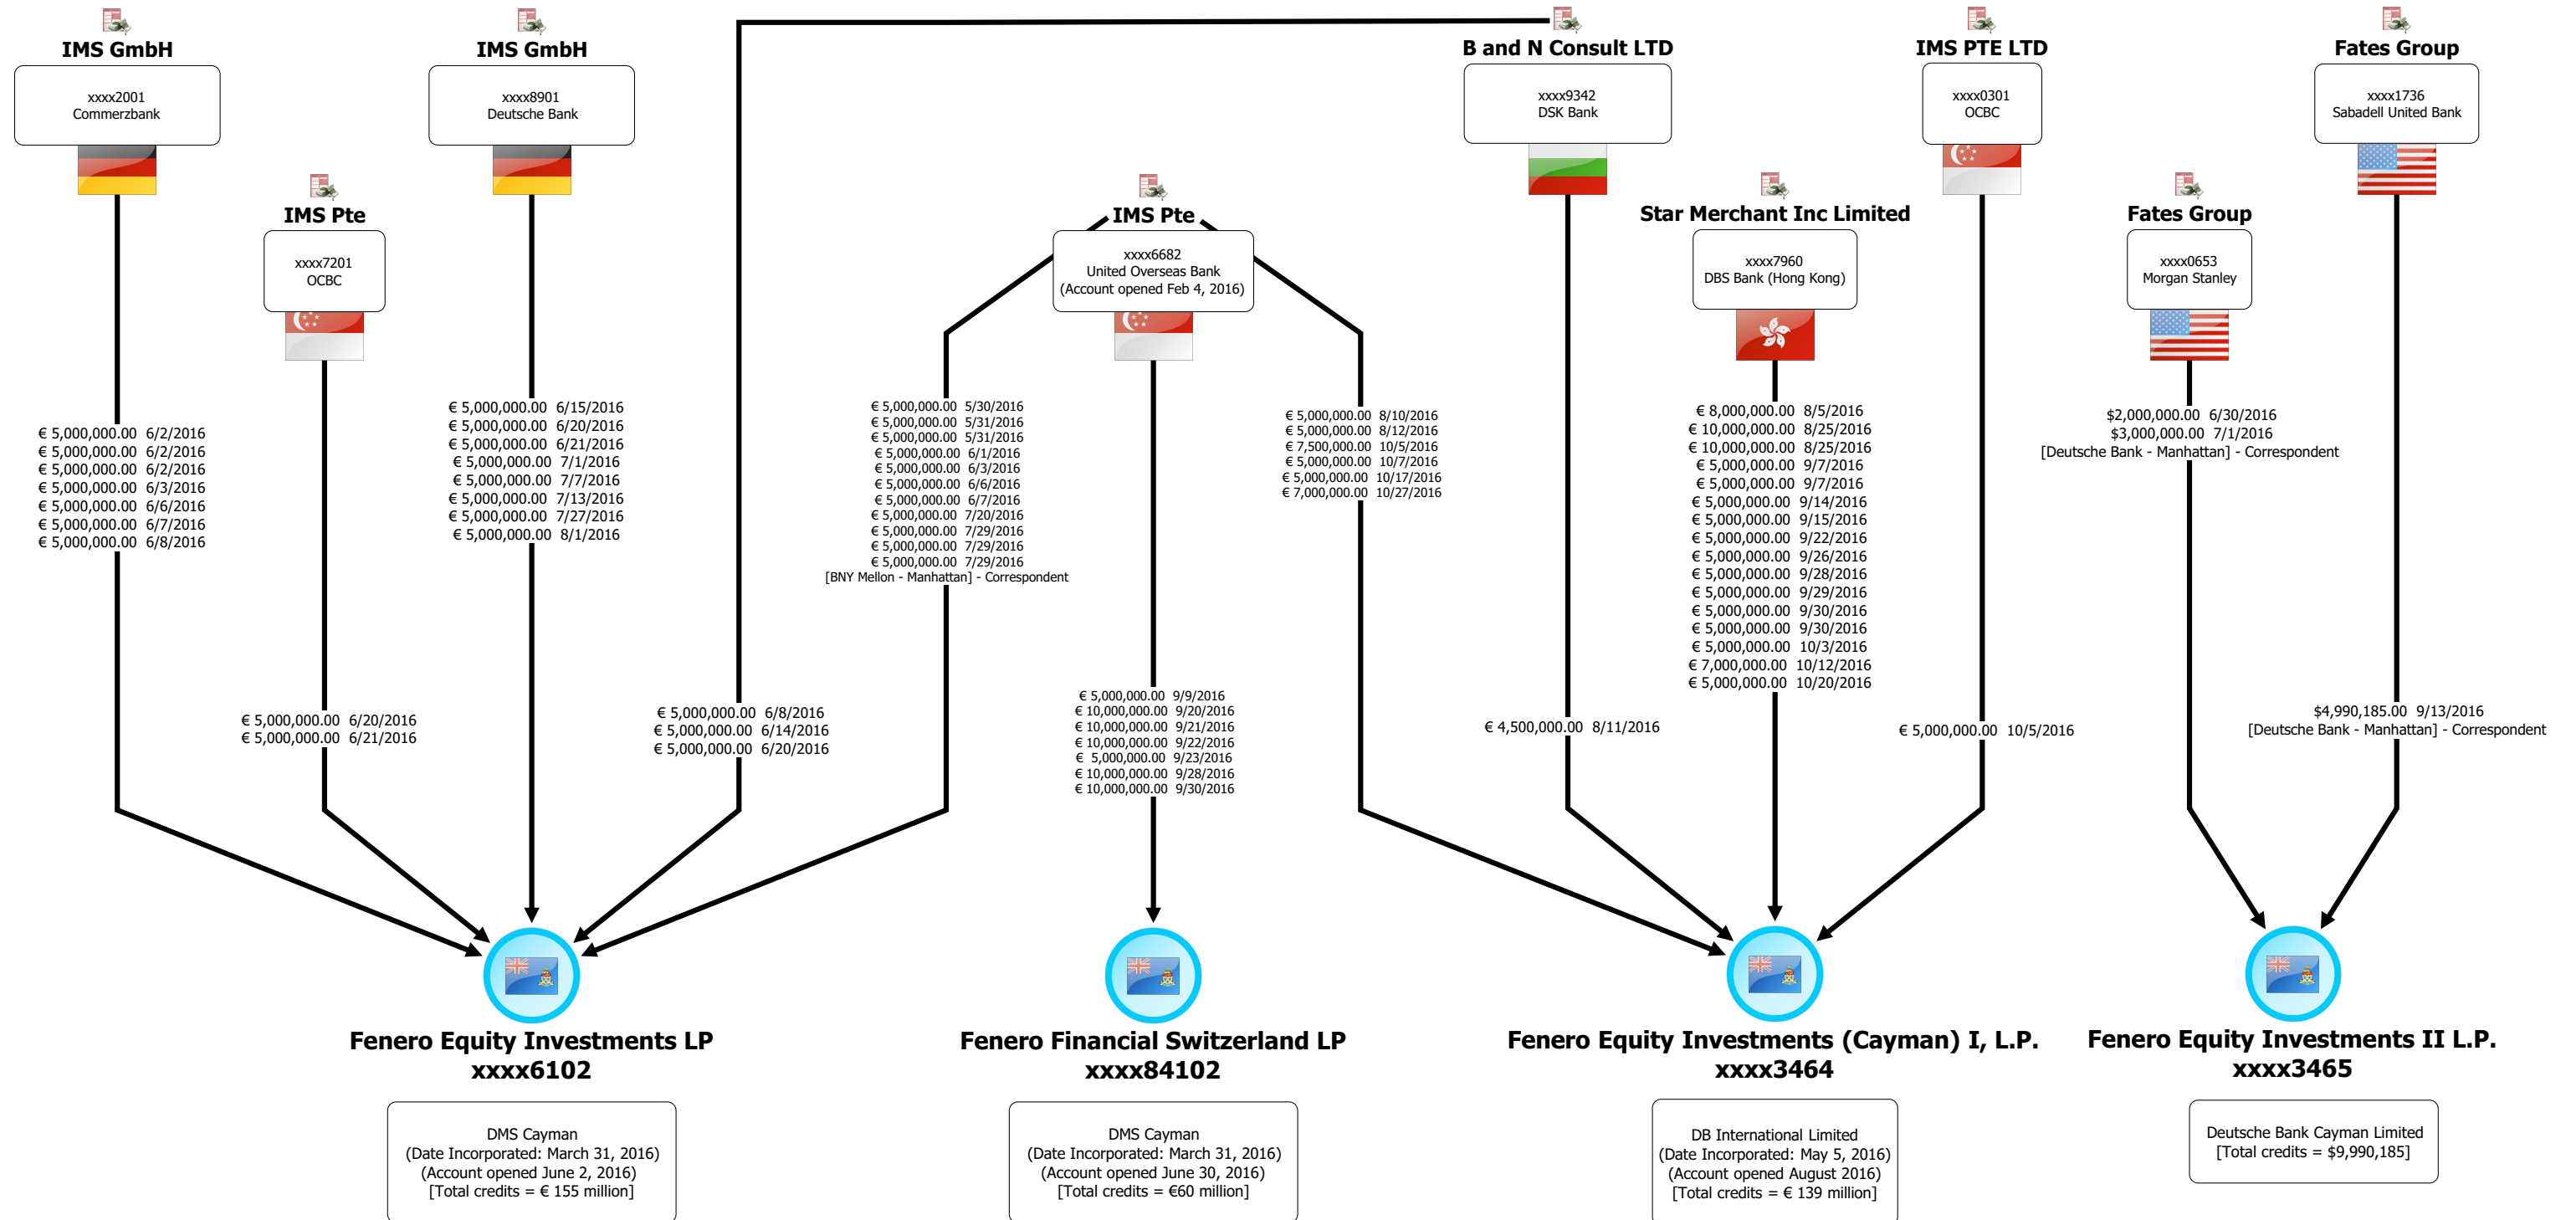 IMS GmbH
xxxx2001
Commerzbank
IMS GmbH
xxxx8901
Deutsche Bank
B and N Consult LTD
xxxx9342
DSK Bank
IMS PTE LTD
xxxx0301
OCBC
Fates Group
xxxx1736
Sabadell United Bank
IMS Pte
xxxx7201
OCBC
IMS Pte
xxxx6682
United Overseas Bank
(Account opened Feb 4, 2016)
Star Merchant Inc Limited
xxxx7960
DBS Bank (Hong Kong)
Fates Group
xxxx0653
Morgan Stanley
€ 5,000,000.00 6/2/2016
€ 5,000,000.00 6/2/2016
€ 5,000,000.00 6/2/2016
€ 5,000,000.00 6/3/2016
€ 5,000,000.00 6/6/2016
€ 5,000,000.00 6/7/2016
€ 5,000,000.00 6/8/2016
€ 5,000,000.00 6/20/2016
€ 5,000,000.00 6/21/2016
€ 5,000,000.00 6/15/2016
€ 5,000,000.00 6/20/2016
€ 5,000,000.00 6/21/2016
€ 5,000,000.00 7/1/2016
€ 5,000,000.00 7/7/2016
€ 5,000,000.00 7/13/2016
€ 5,000,000.00 7/27/2016
€ 5,000,000.00 8/1/2016
€ 5,000,000.00 6/8/2016
€ 5,000,000.00 6/14/2016
€ 5,000,000.00 6/20/2016
€ 5,000,000.00 5/30/2016
€ 5,000,000.00 5/31/2016
€ 5,000,000.00 5/31/2016
€ 5,000,000.00 6/1/2016
€ 5,000,000.00 6/3/2016
€ 5,000,000.00 6/6/2016
€ 5,000,000.00 6/7/2016
€ 5,000,000.00 7/20/2016
€ 5,000,000.00 7/29/2016
€ 5,000,000.00 7/29/2016
€ 5,000,000.00 7/29/2016
[BNY Mellon - Manhattan] - Correspondent
€ 5,000,000.00 9/9/2016
€ 10,000,000.00 9/20/2016
€ 10,000,000.00 9/21/2016
€ 10,000,000.00 9/22/2016
€ 5,000,000.00 9/23/2016
€ 10,000,000.00 9/28/2016
€ 10,000,000.00 9/30/2016
€ 5,000,000.00 8/10/2016
€ 5,000,000.00 8/12/2016
€ 7,500,000.00 10/5/2016
€ 5,000,000.00 10/7/2016
€ 5,000,000.00 10/17/2016
€ 7,000,000.00 10/27/2016
€ 4,500,000.00 8/11/2016
€ 8,000,000.00 8/5/2016
€ 10,000,000.00 8/25/2016
€ 10,000,000.00 8/25/2016
€ 5,000,000.00 9/7/2016
€ 5,000,000.00 9/7/2016
€ 5,000,000.00 9/14/2016
€ 5,000,000.00 9/15/2016
€ 5,000,000.00 9/22/2016
€ 5,000,000.00 9/26/2016
€ 5,000,000.00 9/28/2016
€ 5,000,000.00 9/29/2016
€ 5,000,000.00 9/30/2016
€ 5,000,000.00 9/30/2016
€ 5,000,000.00 10/3/2016
€ 7,000,000.00 10/12/2016
€ 5,000,000.00 10/20/2016
€ 5,000,000.00 10/5/2016
$2,000,000.00 6/30/2016
$3,000,000.00 7/1/2016
[Deutsche Bank - Manhattan] - Correspondent
$4,990,185.00 9/13/2016
[Deutsche Bank - Manhattan] - Correspondent
Fenero Equity Investments LP
xxxx6102
DMS Cayman
(Date Incorporated: March 31, 2016)
(Account opened June 2, 2016)
[Total credits = € 155 million]
Fenero Financial Switzerland LP
xxxx84102
DMS Cayman
(Date Incorporated: March 31, 2016)
(Account opened June 30, 2016)
[Total credits = €60 million]
Fenero Equity Investments (Cayman) I, L.P.
xxxx3464
DB International Limited
(Date Incorporated: May 5, 2016)
(Account opened August 2016)
[Total credits = € 139 million]
Fenero Equity Investments II L.P.
xxxx3465
Deutsche Bank Cayman Limited
[Total credits = $9,990,185]